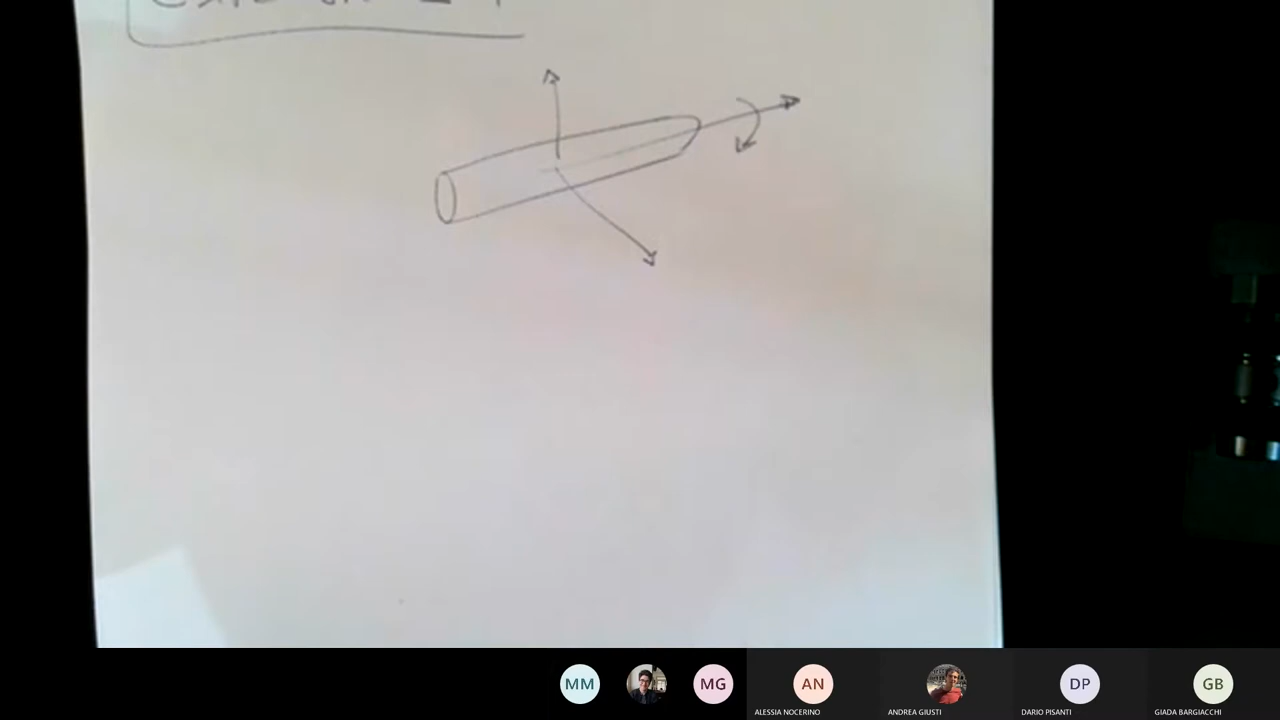 MM
MG
AN
DP
GB
ALESSIA NOCERINO
ANDREA GIUSTI
DARIO PISANTI
GIADA BARGIACCHI